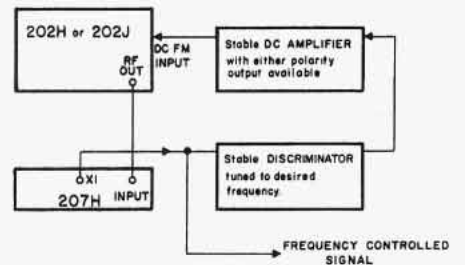 202H or 202J
RF
OUT
DC FM
INPUT
Stable DC AMPLIFIER
with either polarity
output available
X1
INPUT
207H
Stable DISCRIMINATOR
tuned to desired
frequency.
FREQUENCY CONTROLLED
SIGNAL